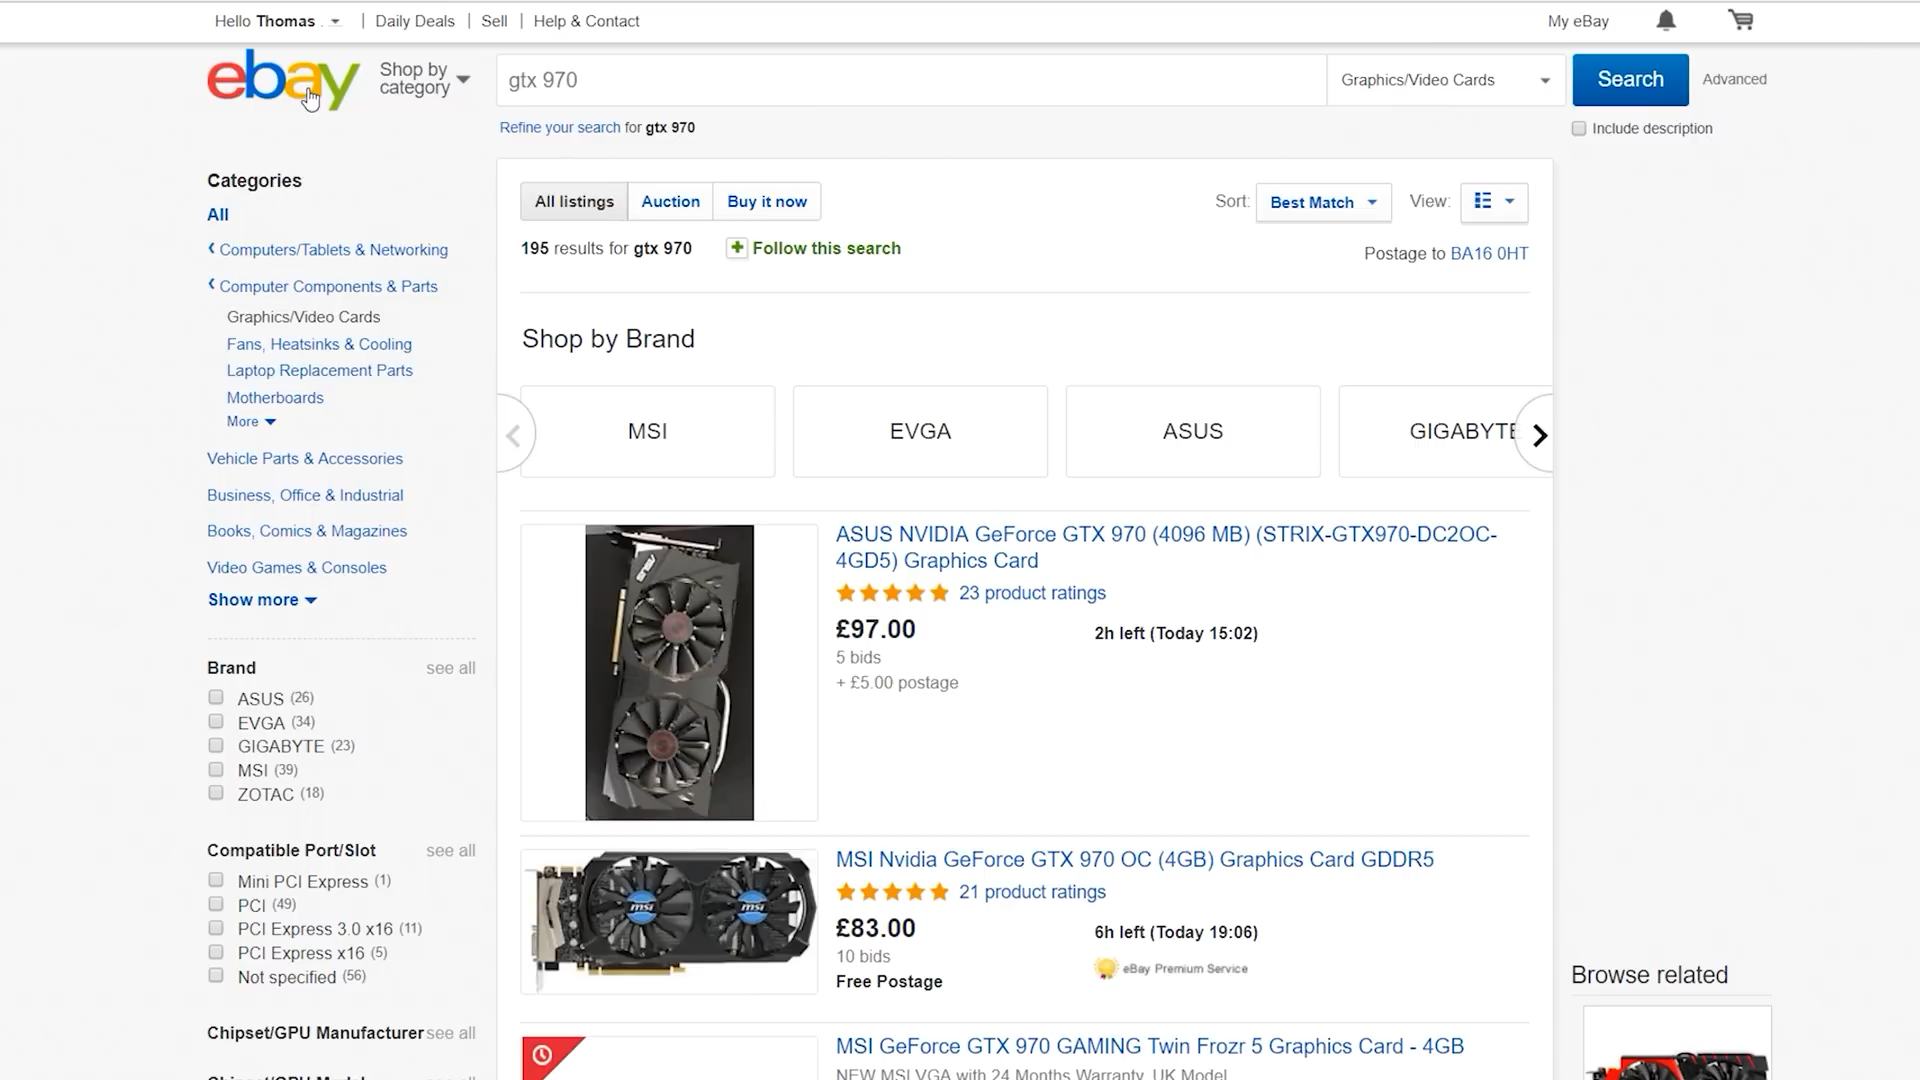 Hello Thomas
Daily Deals
Sell
Help & Contact
My eBay
ebay
Shop by
category
gtx 970
Graphics/Video Cards
Search
Advanced
Refine your search for gtx 970
Include description
Categories
All
Computers/Tablets & Networking
Computer Components & Parts
Graphics/Video Cards
Fans, Heatsinks & Cooling
Laptop Replacement Parts
Motherboards
More
Vehicle Parts & Accessories
Business, Office & Industrial
Books, Comics & Magazines
Video Games & Consoles
Show more
Brand see all
ASUS (26)
EVGA (34)
GIGABYTE (23)
MSI (39)
ZOTAC (18)
Compatible Port/Slot see all
Mini PCI Express (1)
PCI (49)
PCI Express 3.0 x16 (11)
PCI Express x16 (5)
Not specified (56)
Chipset/GPU Manufacturer see all
All listings
Auction
Buy it now
Sort: Best Match
View:
195 results for gtx 970
Follow this search
Postage to BA16 0HT
Shop by Brand
MSI
EVGA
ASUS
GIGABYTE
ASUS NVIDIA GeForce GTX 970 (4096 MB) (STRIX-GTX970-DC2OC-
4GD5) Graphics Card
23 product ratings
£97.00
2h left (Today 15:02)
5 bids
+ £5.00 postage
MSI Nvidia GeForce GTX 970 OC (4GB) Graphics Card GDDR5
21 product ratings
£83.00
6h left (Today 19:06)
10 bids
eBay Premium Service
Free Postage
msi
msi
MSI GeForce GTX 970 GAMING Twin Frozr 5 Graphics Card - 4GB
NEW MSI VGA with 24 Months Warranty, UK Model
Browse related